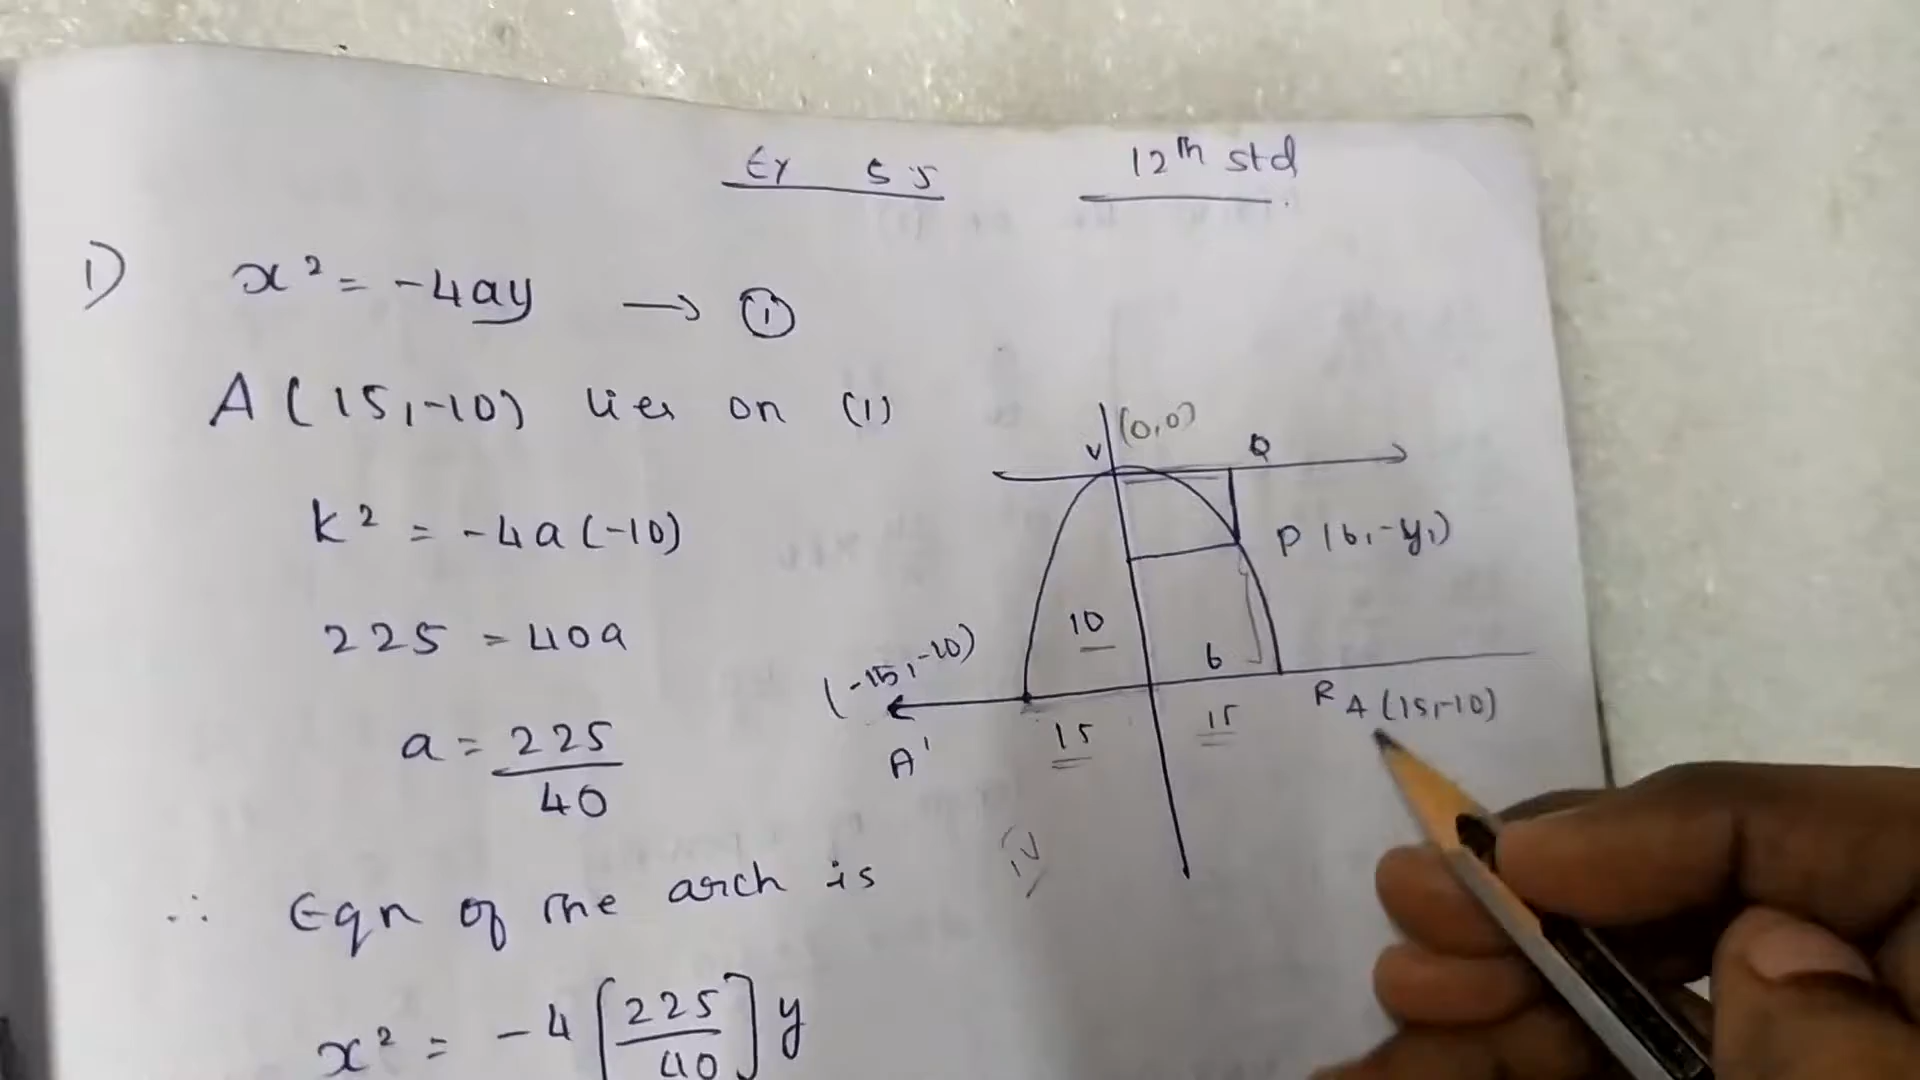 Ex 5.5 12th std
1) x² = -4ay → ①
A (15,-10) lies on (1)
k² = -4a(-10)
225 = 40a
a = 225/40
∴ Eqn of the arch is
x² = -4 [225/40] y
V (0,0) Q
P (6,-y₁)
10
6
(-15,-10)
R A (15,-10)
15 15
A'